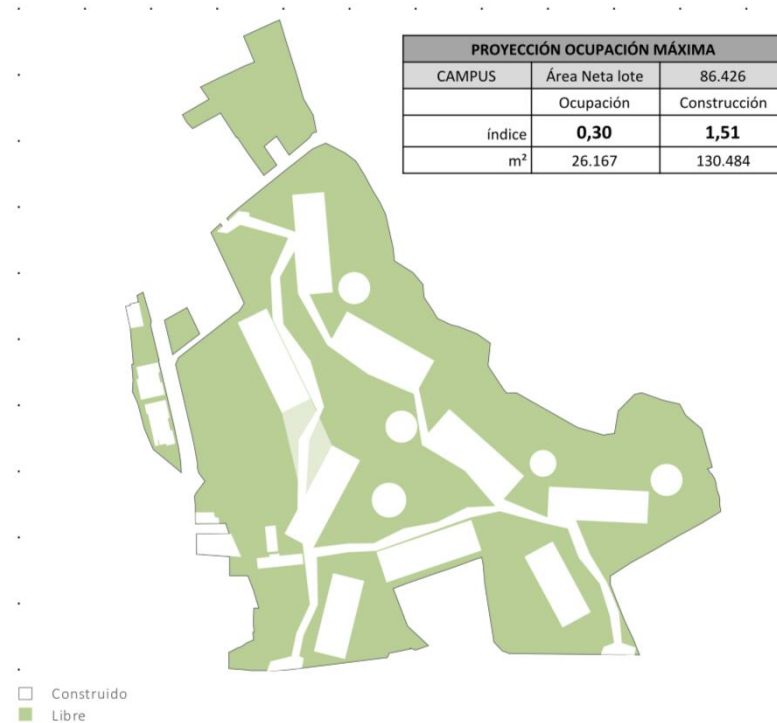 PROYECCIÓN OCUPACIÓN MÁXIMA
CAMPUS Área Neta lote 86.426
Ocupación Construcción
índice 0,30 1,51
m² 26.167 130.484
Construido
Libre